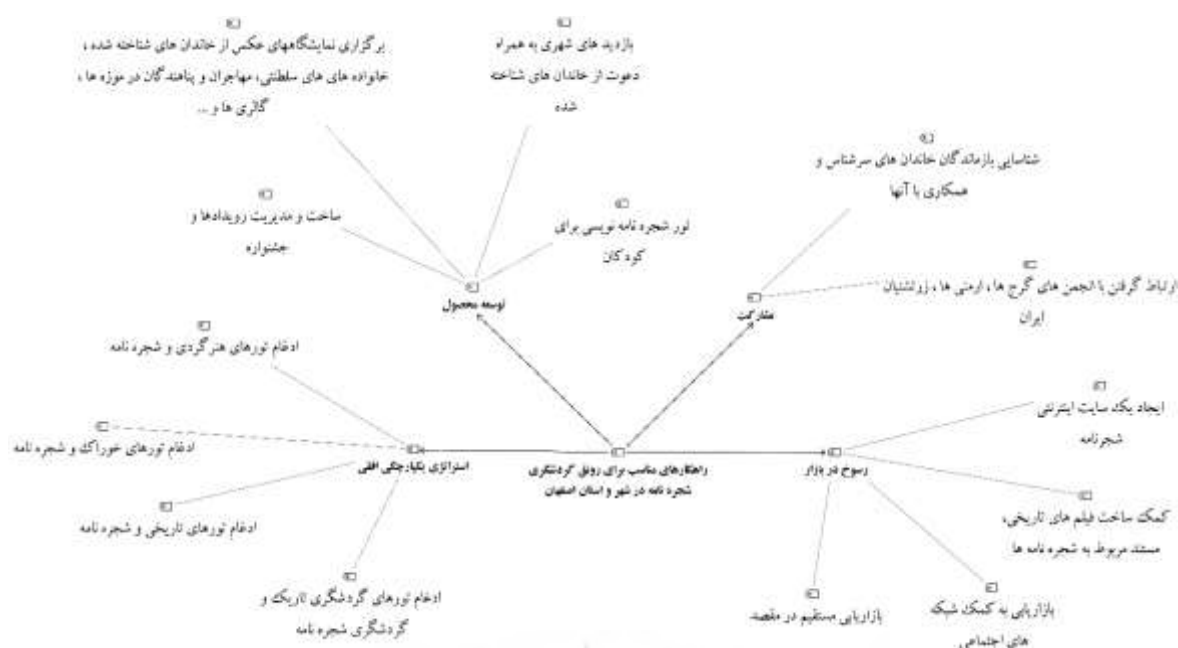 برگزاری نمایشگاههای عکس از خاندان های شناخته شده ،
خانواده های های سلطنتی، مهاجران و پناهندگان در موزه ها ،
گالری ها و ...
بازدید های شهری به همراه
دعوت از خاندان های شناخته
شده
شناسایی بازماندگان خاندان های سرشناس و
همکاری با آنها
ساخت و مدیریت رویدادها و
جشنواره
تور شجره نامه نویسی برای
کودکان
ارتباط گرفتن با انجمن های گرج ها ، ارمنی ها ، زرتشتیان
ایران
توسعه محصول
مشارکت
ادغام تورهای هنرگردی و شجره نامه
ایجاد یک سایت اینترنتی
شجرنامه
ادغام تورهای خوراک و شجره نامه
استراتژی یکپارچگی افقی
راهکارهای مناسب برای رونق گردشگری
شجره نامه در شهر و استان اصفهان
رسوخ در بازار
کمک ساخت فیلم های تاریخی،
مستند مربوط به شجره نامه ها
ادغام تورهای تاریخی و شجره نامه
ادغام تورهای گردشگری تاریک و
گردشگری شجره نامه
بازاریابی مستقیم در مقصد
بازاریابی به کمک شبکه
های اجتماعی